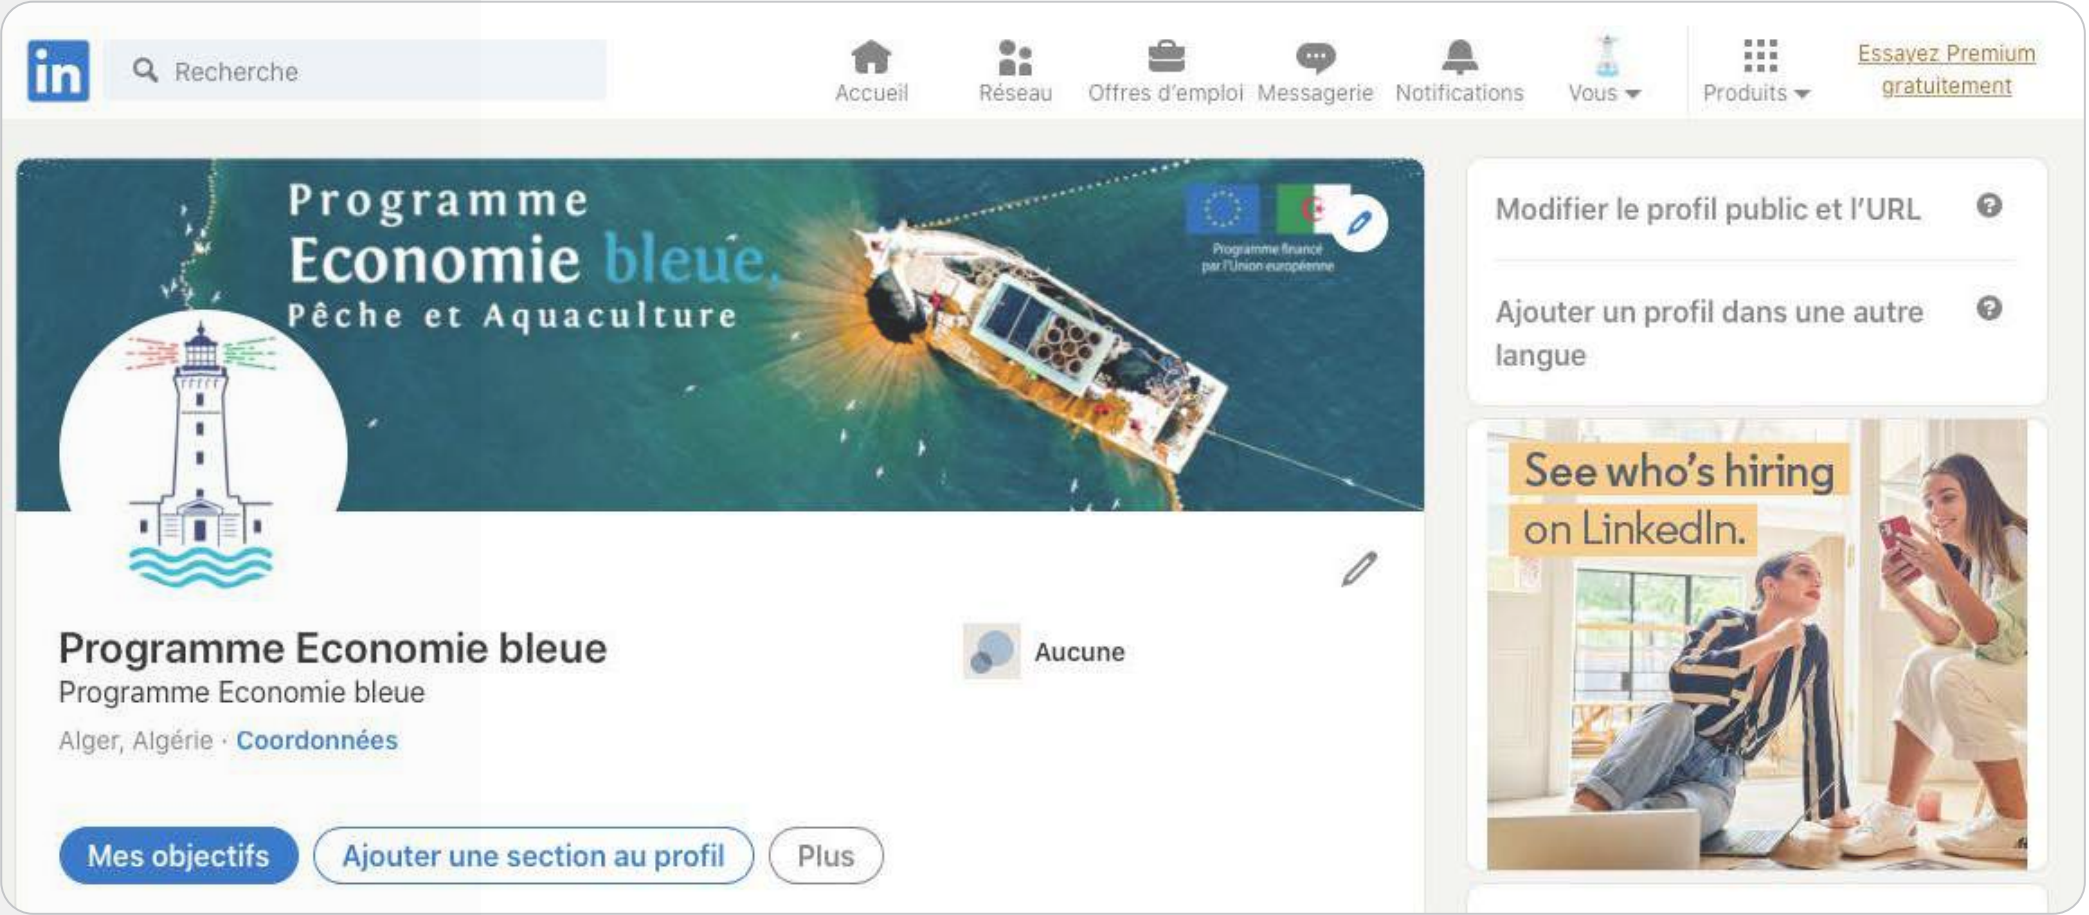 in
Recherche
Accueil
Réseau
Offres d'emploi
Messagerie
Notifications
Vous
Produits
Essayez Premium
gratuitement
Programme
Economie bleue.
Pêche et Aquaculture
Programme financé
par l'Union européenne
Modifier le profil public et l'URL
Ajouter un profil dans une autre
langue
See who's hiring
on LinkedIn.
Programme Economie bleue
Programme Economie bleue
Alger, Algérie · Coordonnées
Aucune
Mes objectifs
Ajouter une section au profil
Plus